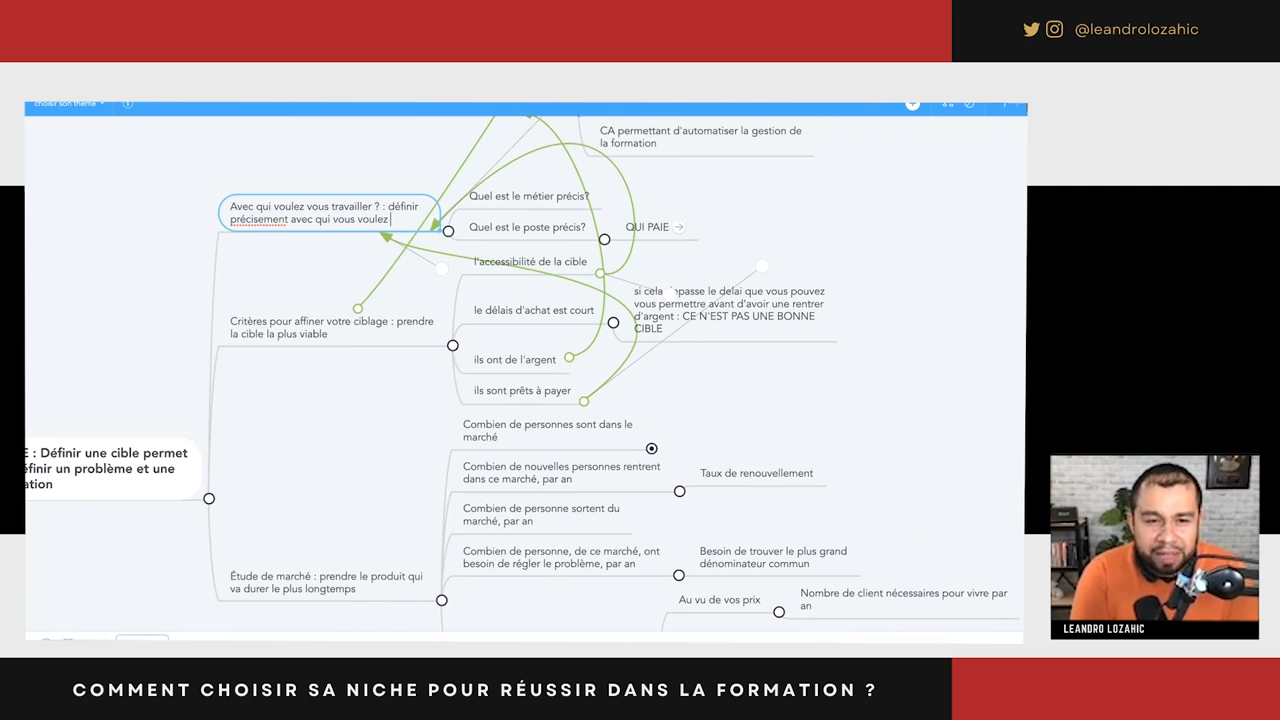 @leandrolozahic
choisir son thème
CA permettant d'automatiser la gestion de
la formation
Avec qui voulez vous travailler ? : définir
précisement avec qui vous voulez
Quel est le métier précis?
Quel est le poste précis?
QUI PAIE
l'accessibilité de la cible
si cela
passe le delai que vous pouvez
vous permettre avant d'avoir une rentrer
d'argent : CE N'EST PAS UNE BONNE
CIBLE
le délais d'achat est court
Critères pour affiner votre ciblage : prendre
la cible la plus viable
ils ont de l'argent
ils sont prêts à payer
Combien de personnes sont dans le
marché
E : Définir une cible permet
éfinir un problème et une
ation
Combien de nouvelles personnes rentrent
dans ce marché, par an
Taux de renouvellement
Combien de personne sortent du
marché, par an
Combien de personne, de ce marché, ont
besoin de régler le problème, par an
Besoin de trouver le plus grand
dénominateur commun
Étude de marché : prendre le produit qui
va durer le plus longtemps
Au vu de vos prix
Nombre de client nécessaires pour vivre par
an
LEANDRO LOZAHIC
COMMENT CHOISIR SA NICHE POUR RÉUSSIR DANS LA FORMATION ?